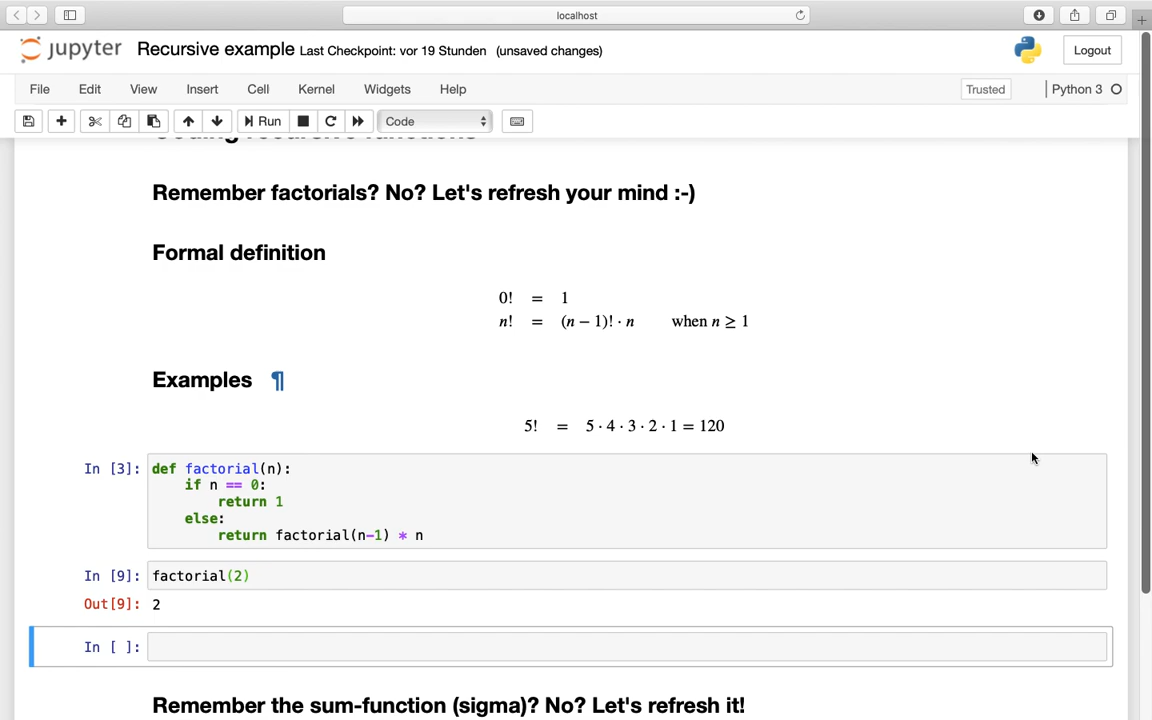 localhost
jupyter Recursive example Last Checkpoint: vor 19 Stunden (unsaved changes)
Logout
File Edit View Insert Cell Kernel Widgets Help
Trusted
Python 3
Run
Code
Coding recursive functions
Remember factorials? No? Let's refresh your mind :-)
Formal definition
0! = 1
n! = (n − 1)! · n when n ≥ 1
Examples ¶
5! = 5 · 4 · 3 · 2 · 1 = 120
In [3]: def factorial(n):
if n == 0:
return 1
else:
return factorial(n-1) * n
In [9]: factorial(2)
Out[9]: 2
In [ ]:
Remember the sum-function (sigma)? No? Let's refresh it!